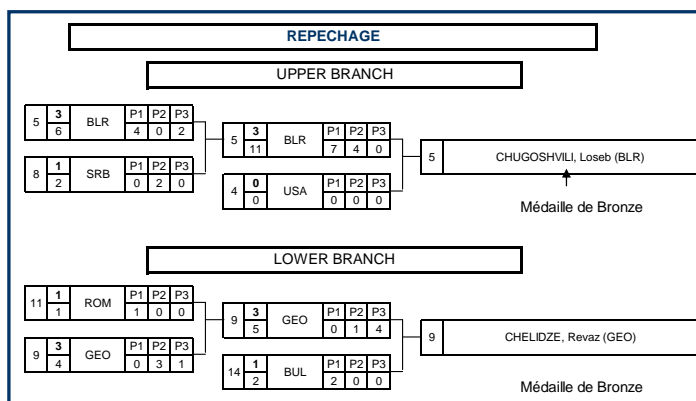 REPECHAGE
UPPER BRANCH
5 3 6 BLR P1 P2 P3 4 0 2
8 1 2 SRB P1 P2 P3 0 2 0
5 3 11 BLR P1 P2 P3 7 4 0
4 0 0 USA P1 P2 P3 0 0 0
5 CHUGOSHVILI, Loseb (BLR)
Médaille de Bronze
LOWER BRANCH
11 1 1 ROM P1 P2 P3 1 0 0
9 3 4 GEO P1 P2 P3 0 3 1
9 3 5 GEO P1 P2 P3 0 1 4
14 1 2 BUL P1 P2 P3 2 0 0
9 CHELIDZE, Revaz (GEO)
Médaille de Bronze